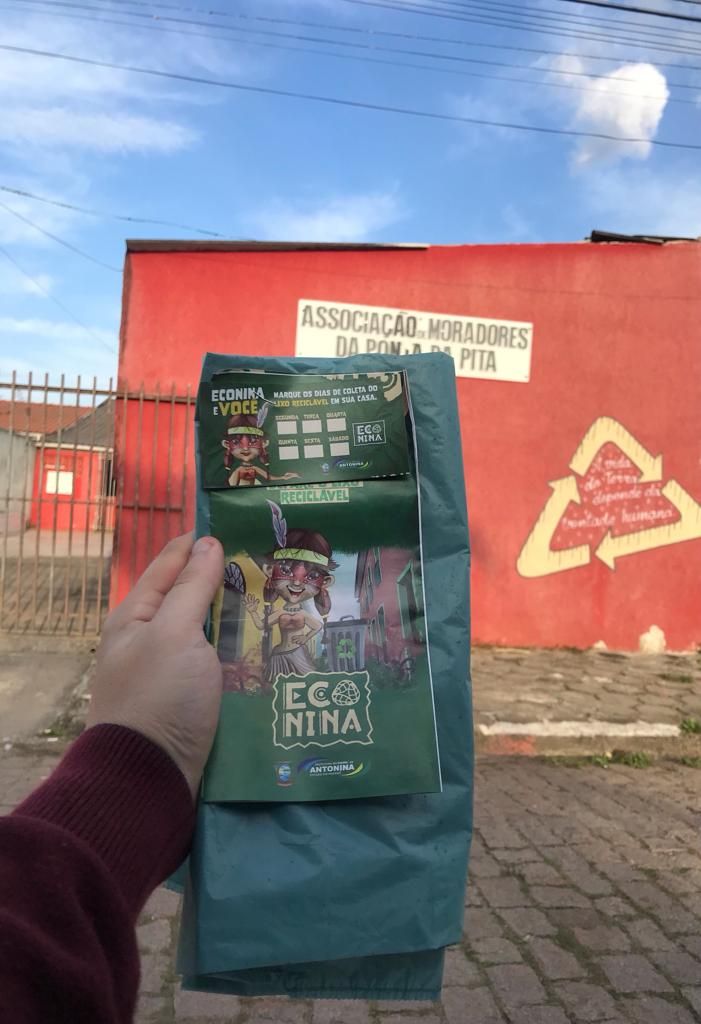 ASSOCIAÇÃO DE MORADORES
DA PONTA DA PITA
ECONINA
E VOCÊ
MARQUE OS DIAS DE COLETA DO
LIXO RECICLÁVEL EM SUA CASA.
SEGUNDA TERÇA QUARTA
QUINTA SEXTA SÁBADO
ECO
NINA
ANTONINA
LIXO
RECICLÁVEL
A vida
da Terra
depende da
vontade humana.
ECO
NINA
ANTONINA